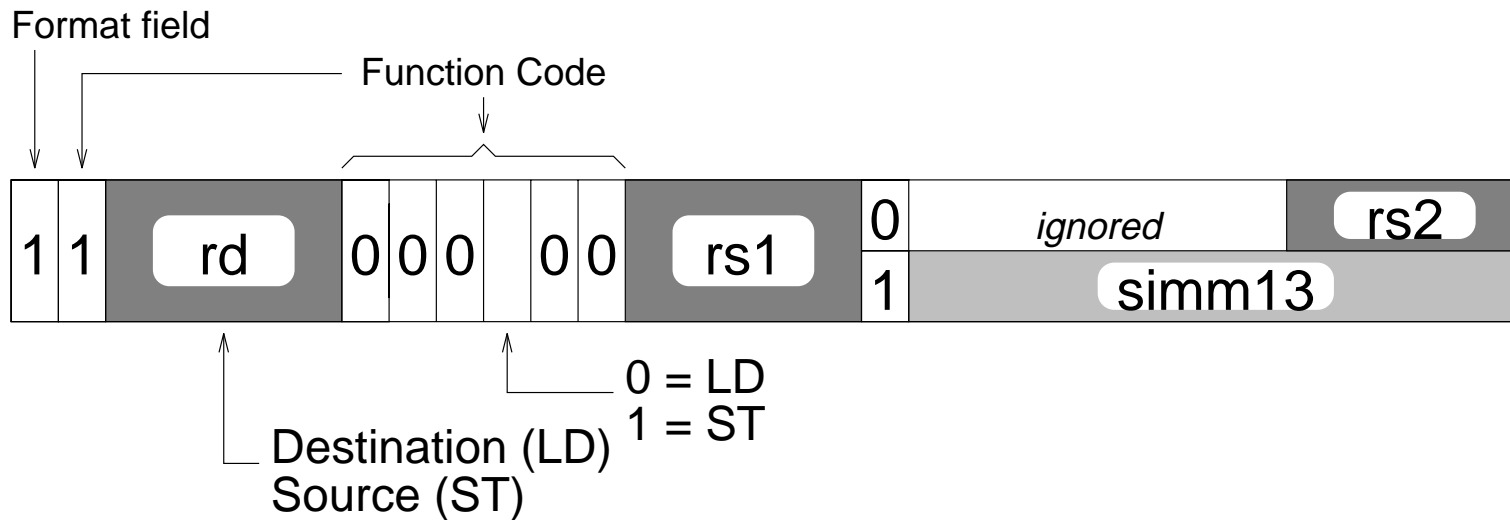 Format field
Function Code
1 1 rd 0 0 0 0 0 rs1 0 ignored rs2
1 simm13
0 = LD
1 = ST
Destination (LD)
Source (ST)